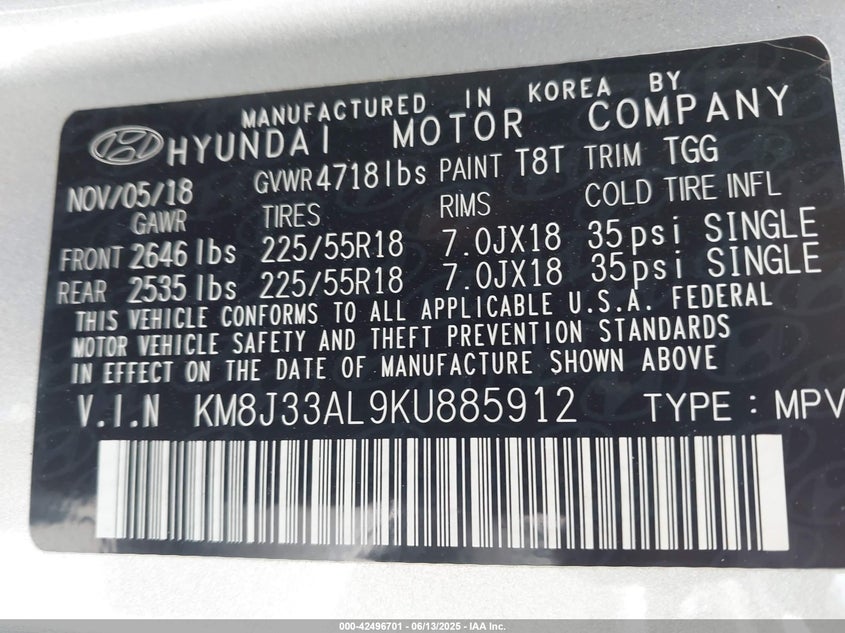 MANUFACTURED IN KOREA BY
HYUNDAI MOTOR COMPANY
NOV/05/18 GVWR 4718lbs PAINT T8T TRIM TGG
GAWR TIRES RIMS COLD TIRE INFL
FRONT 2646 lbs 225/55R18 7.0JX18 35psi SINGLE
REAR 2535 lbs 225/55R18 7.0JX18 35psi SINGLE
THIS VEHICLE CONFORMS TO ALL APPLICABLE U.S.A. FEDERAL
MOTOR VEHICLE SAFETY AND THEFT PREVENTION STANDARDS
IN EFFECT ON THE DATE OF MANUFACTURE SHOWN ABOVE
V.I.N KM8J33AL9KU885912 TYPE : MPV
000-42496701 - 06/13/2025 - IAA Inc.